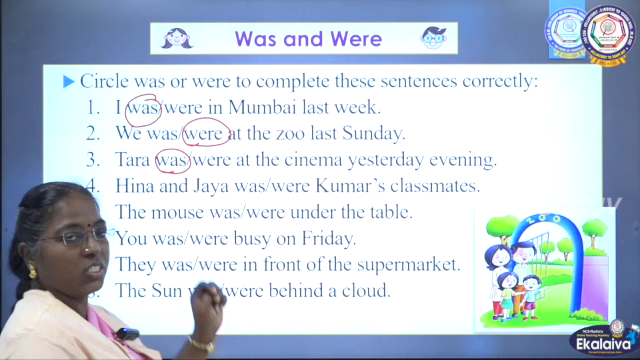 Was and Were
Circle was or were to complete these sentences correctly:
1. I was/were in Mumbai last week.
2. We was/were at the zoo last Sunday.
3. Tara was/were at the cinema yesterday evening.
4. Hina and Jaya was/were Kumar's classmates.
The mouse was/were under the table.
You was/were busy on Friday.
They was/were in front of the supermarket.
The Sun /were behind a cloud.
ZOO
Ekalaiva